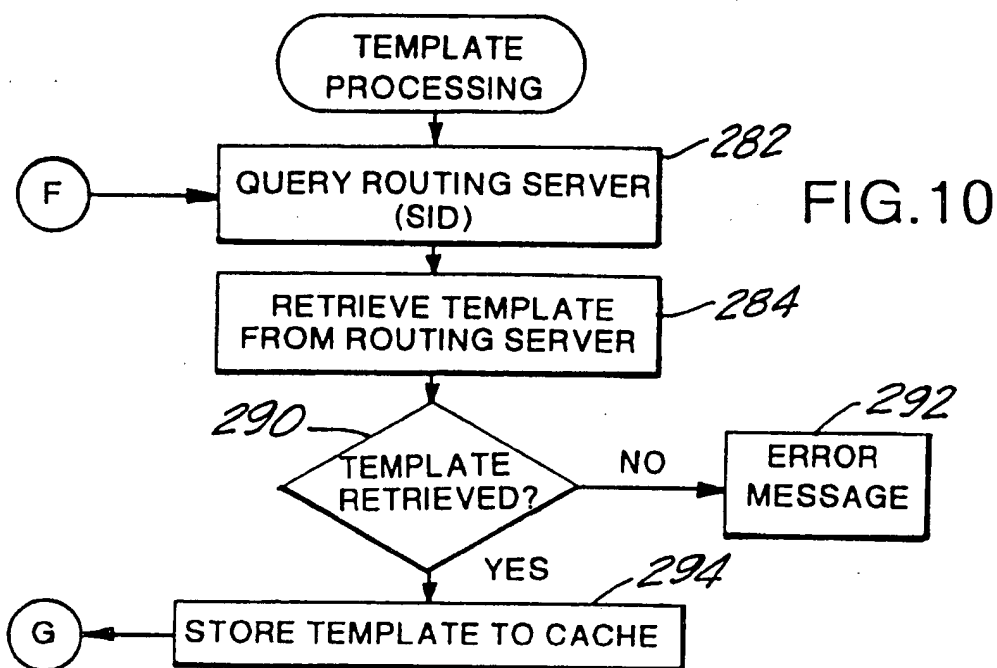 TEMPLATE
PROCESSING
282
F
QUERY ROUTING SERVER
(SID)
FIG.10
RETRIEVE TEMPLATE
FROM ROUTING SERVER
284
290
TEMPLATE
RETRIEVED?
NO
292
ERROR
MESSAGE
YES
294
G
STORE TEMPLATE TO CACHE